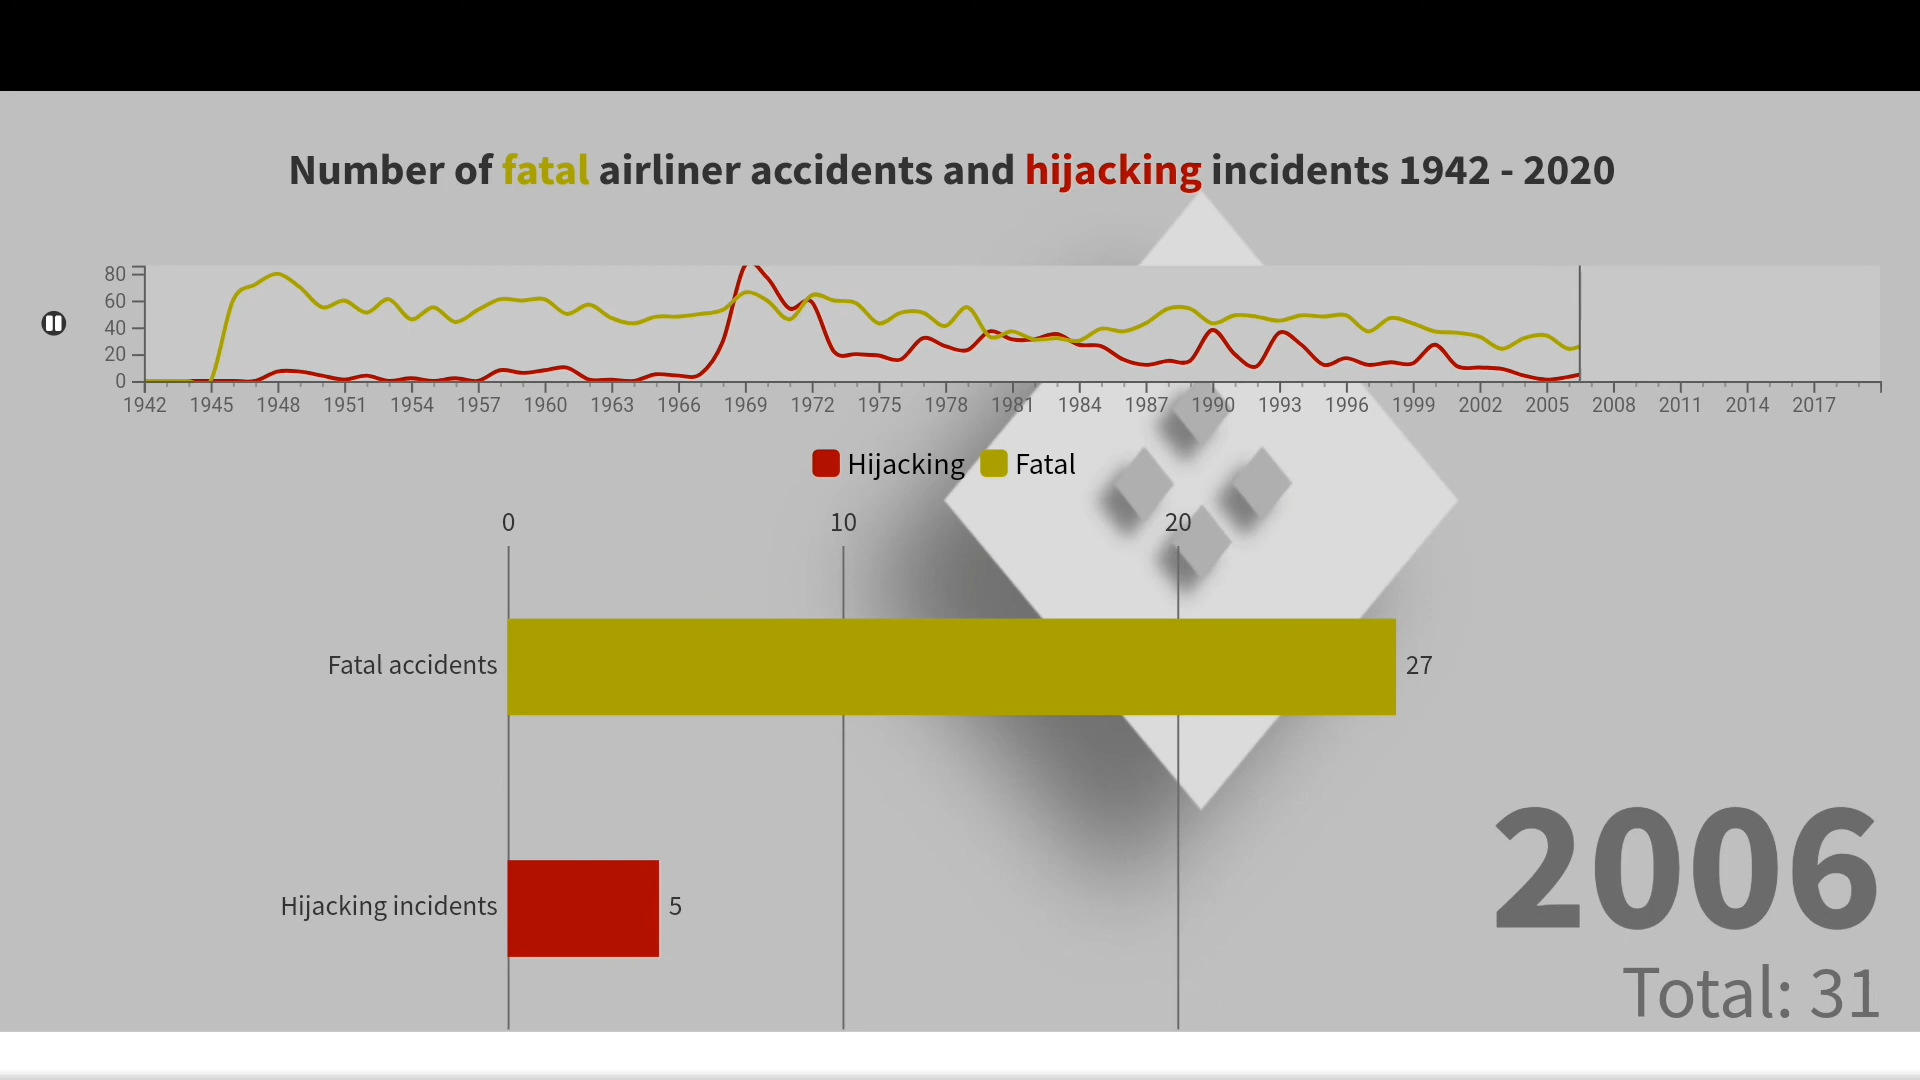 Number of fatal airliner accidents and hijacking incidents 1942 - 2020
80
60
40
20
0
1942 1945 1948 1951 1954 1957 1960 1963 1966 1969 1972 1975 1978 1981 1984 1987 1990 1993 1996 1999 2002 2005 2008 2011 2014 2017
Hijacking Fatal
0 10 20
Fatal accidents 27
Hijacking incidents 5
2006
Total: 31